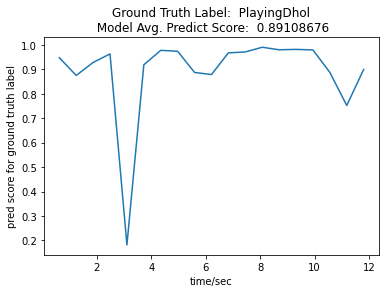 Ground Truth Label:  PlayingDhol
Model Avg. Predict Score:  0.89108676
pred score for ground truth label
1.0
0.9
0.8
0.7
0.6
0.5
0.4
0.3
0.2
2 4 6 8 10 12
time/sec